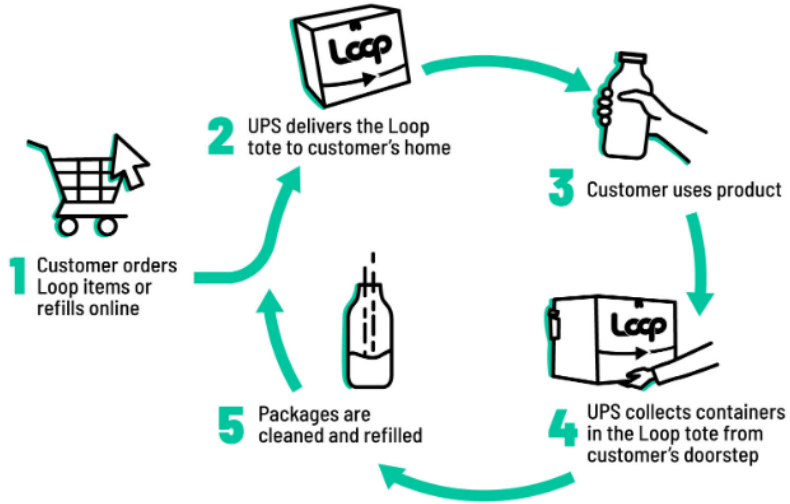 1 Customer orders
Loop items or
refills online
Loop
2 UPS delivers the Loop
tote to customer's home
3 Customer uses product
Loop
4 UPS collects containers
in the Loop tote from
customer's doorstep
5 Packages are
cleaned and refilled